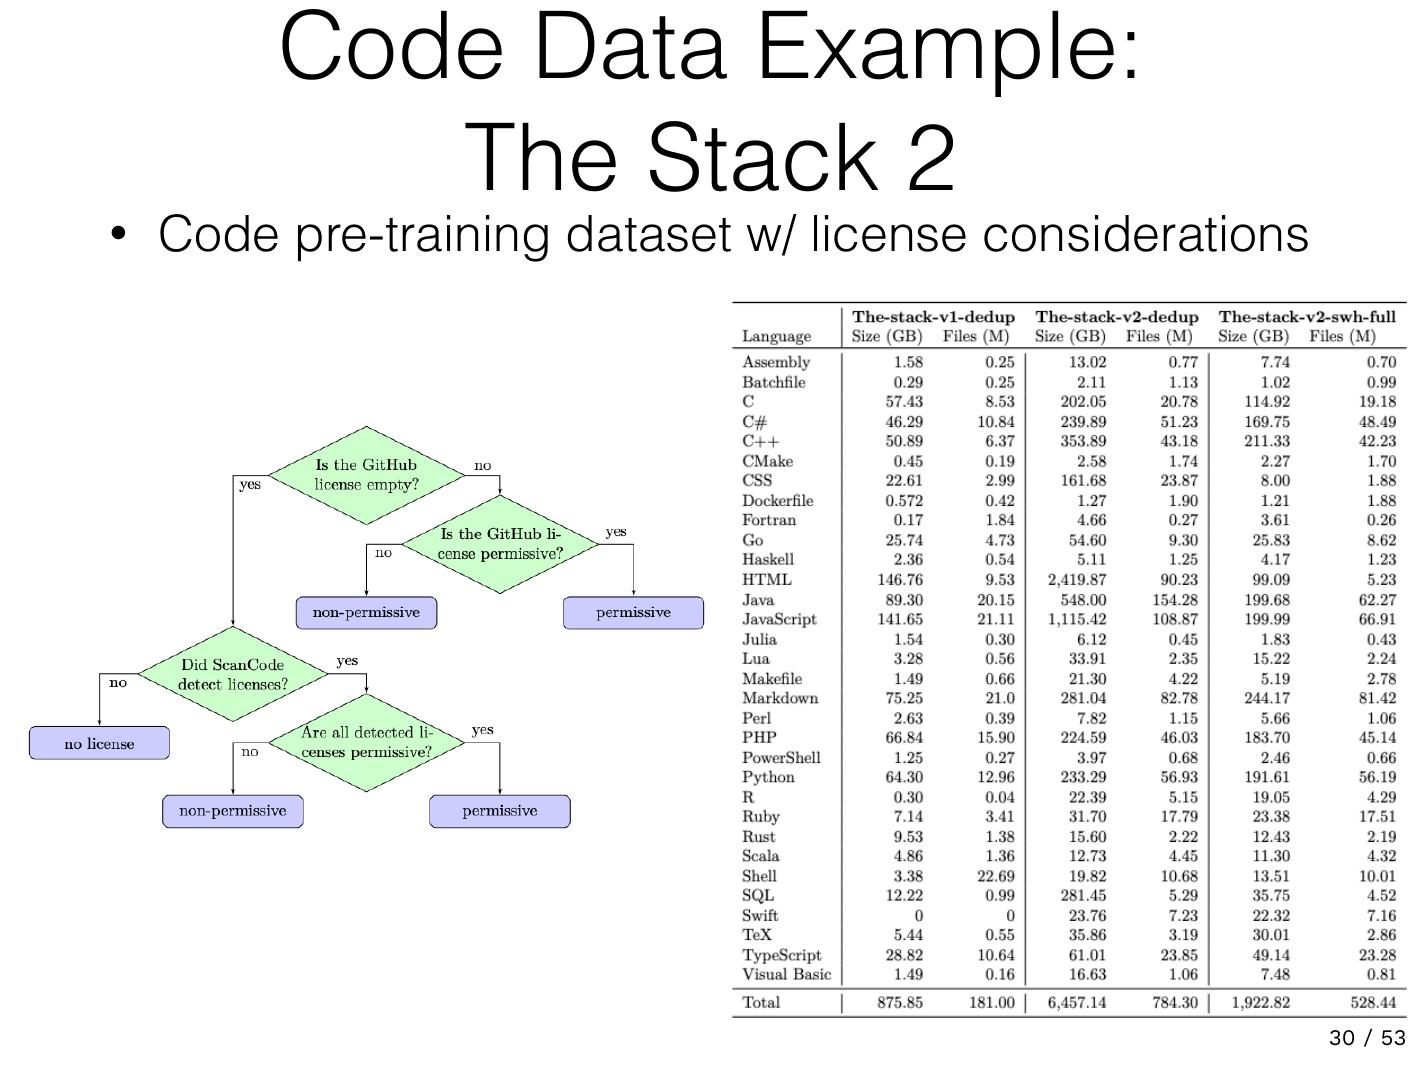 Code Data Example:
The Stack 2
• Code pre-training dataset w/ license considerations
Is the GitHub
license empty?
yes
no
Is the GitHub li-
cense permissive?
no
yes
non-permissive
permissive
Did ScanCode
detect licenses?
no
yes
no license
Are all detected li-
censes permissive?
no
yes
non-permissive
permissive
The-stack-v1-dedup The-stack-v2-dedup The-stack-v2-swh-full
Language Size (GB) Files (M) Size (GB) Files (M) Size (GB) Files (M)
Assembly 1.58 0.25 13.02 0.77 7.74 0.70
Batchfile 0.29 0.25 2.11 1.13 1.02 0.99
C 57.43 8.53 202.05 20.78 114.92 19.18
C# 46.29 10.84 239.89 51.23 169.75 48.49
C++ 50.89 6.37 353.89 43.18 211.33 42.23
CMake 0.45 0.19 2.58 1.74 2.27 1.70
CSS 22.61 2.99 161.68 23.87 8.00 1.88
Dockerfile 0.572 0.42 1.27 1.90 1.21 1.88
Fortran 0.17 1.84 4.66 0.27 3.61 0.26
Go 25.74 4.73 54.60 9.30 25.83 8.62
Haskell 2.36 0.54 5.11 1.25 4.17 1.23
HTML 146.76 9.53 2,419.87 90.23 99.09 5.23
Java 89.30 20.15 548.00 154.28 199.68 62.27
JavaScript 141.65 21.11 1,115.42 108.87 199.99 66.91
Julia 1.54 0.30 6.12 0.45 1.83 0.43
Lua 3.28 0.56 33.91 2.35 15.22 2.24
Makefile 1.49 0.66 21.30 4.22 5.19 2.78
Markdown 75.25 21.0 281.04 82.78 244.17 81.42
Perl 2.63 0.39 7.82 1.15 5.66 1.06
PHP 66.84 15.90 224.59 46.03 183.70 45.14
PowerShell 1.25 0.27 3.97 0.68 2.46 0.66
Python 64.30 12.96 233.29 56.93 191.61 56.19
R 0.30 0.04 22.39 5.15 19.05 4.29
Ruby 7.14 3.41 31.70 17.79 23.38 17.51
Rust 9.53 1.38 15.60 2.22 12.43 2.19
Scala 4.86 1.36 12.73 4.45 11.30 4.32
Shell 3.38 22.69 19.82 10.68 13.51 10.01
SQL 12.22 0.99 281.45 5.29 35.75 4.52
Swift 0 0 23.76 7.23 22.32 7.16
TeX 5.44 0.55 35.86 3.19 30.01 2.86
TypeScript 28.82 10.64 61.01 23.85 49.14 23.28
Visual Basic 1.49 0.16 16.63 1.06 7.48 0.81
Total 875.85 181.00 6,457.14 784.30 1,922.82 528.44
30 / 53